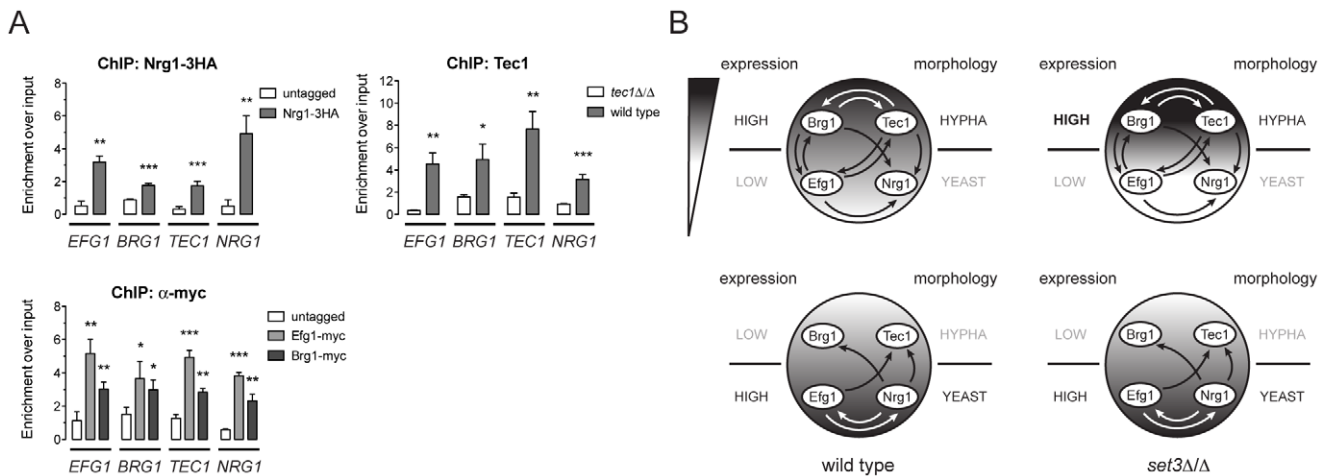 A
ChIP: Nrg1-3HA
Enrichment over input
8
6
4
2
0
untagged
Nrg1-3HA
**
***
***
**
EFG1 BRG1 TEC1 NRG1
ChIP: Tec1
Enrichment over input
12
10
8
6
4
2
0
tec1Δ/Δ
wild type
**
*
**
***
EFG1 BRG1 TEC1 NRG1
ChIP: α-myc
Enrichment over input
8
6
4
2
0
untagged
Efg1-myc
Brg1-myc
**
**
*
*
***
**
***
**
EFG1 BRG1 TEC1 NRG1
B
expression morphology
HIGH Brg1 Tec1 HYPHA
LOW Efg1 Nrg1 YEAST
expression morphology
HIGH Brg1 Tec1 HYPHA
LOW Efg1 Nrg1 YEAST
expression morphology
LOW Brg1 Tec1 HYPHA
HIGH Efg1 Nrg1 YEAST
wild type
expression morphology
LOW Brg1 Tec1 HYPHA
HIGH Efg1 Nrg1 YEAST
set3Δ/Δ